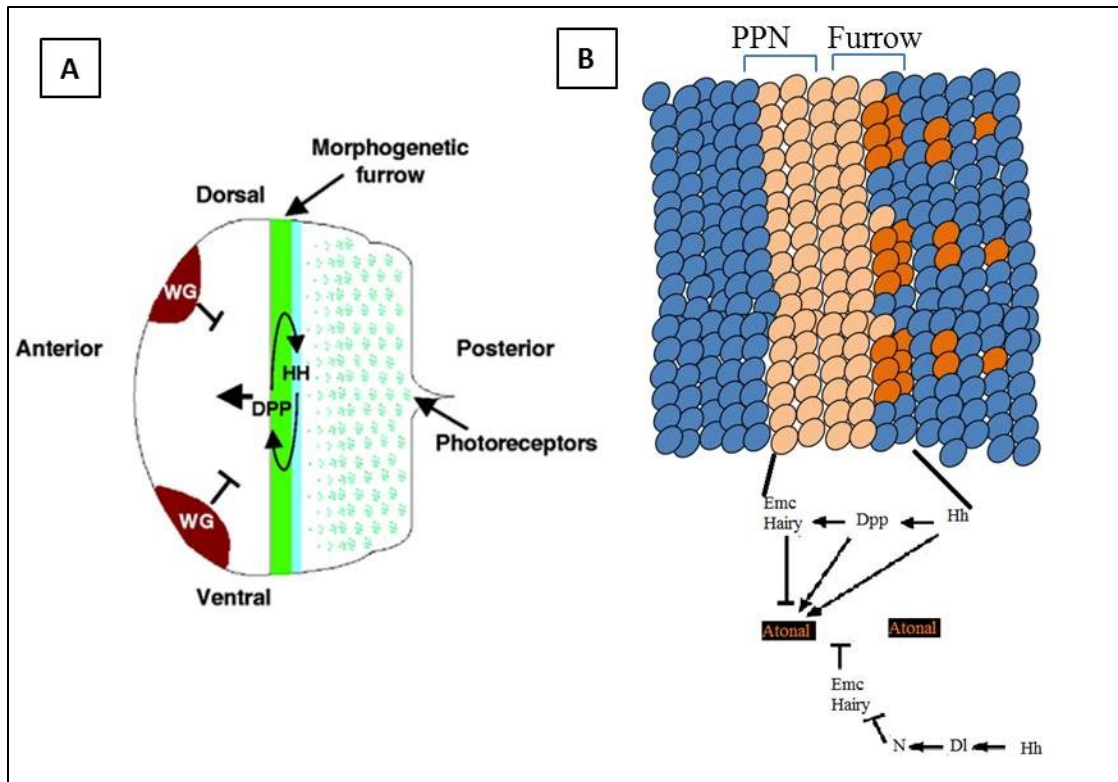 A
Morphogenetic
furrow
Dorsal
WG
Anterior
HH
DPP
Posterior
Photoreceptors
WG
Ventral
B
PPN Furrow
Emc
Hairy
Dpp
Hh
Atonal
Atonal
Emc
Hairy
N
Dl
Hh